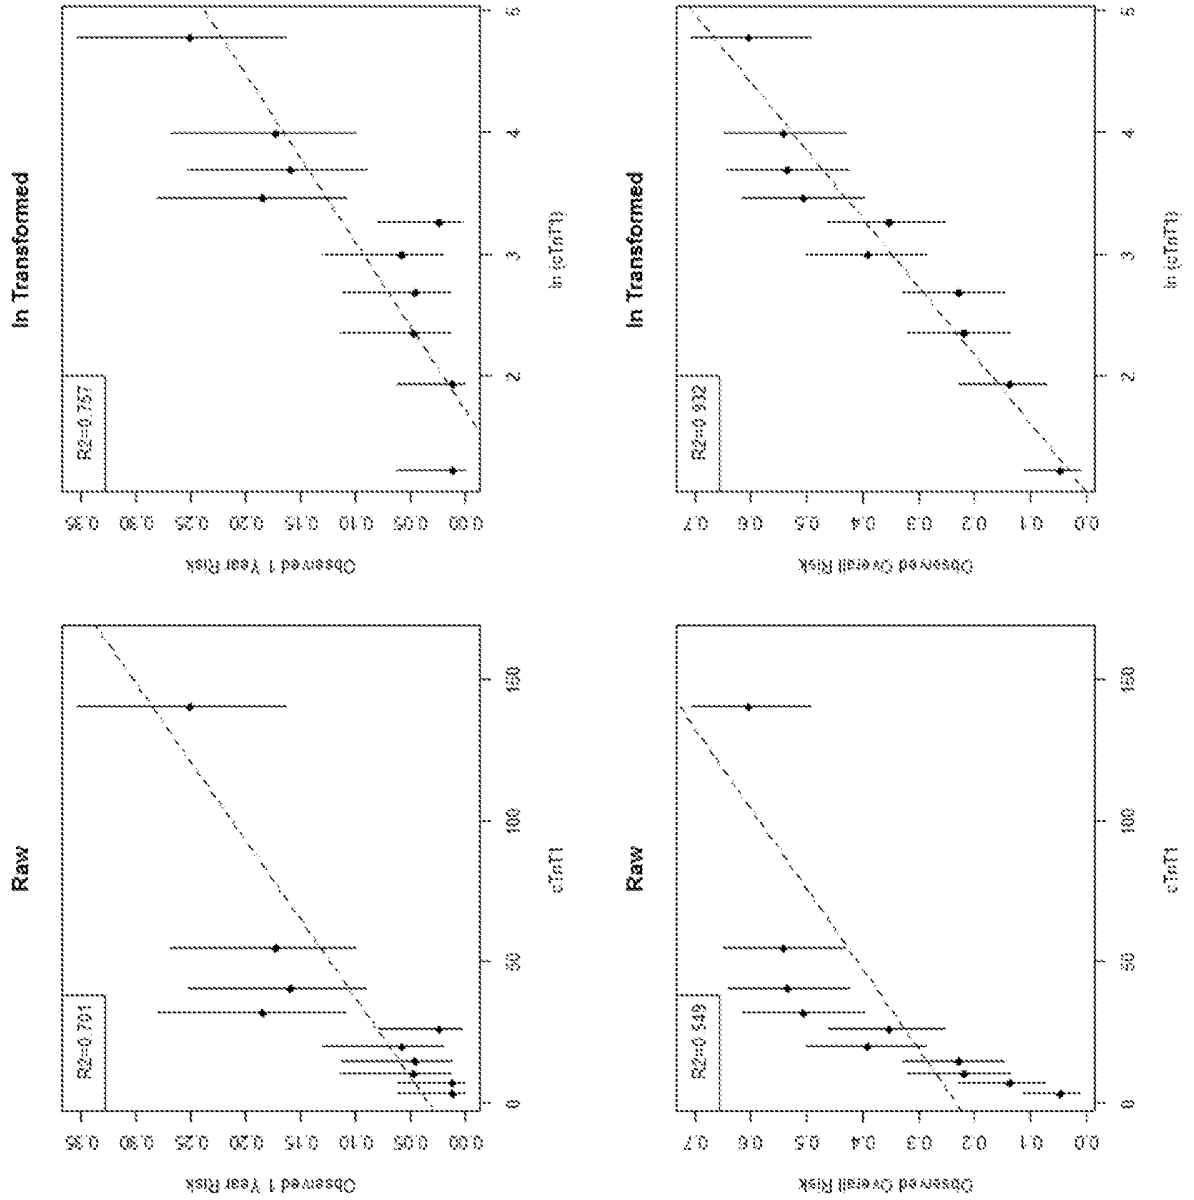 Raw
R2=0.701
0.35
0.30
0.25
0.20
0.15
0.10
0.05
0.00
Observed 1 Year Risk
0 50 100 150
cTnT1
ln Transformed
R2=0.757
0.35
0.30
0.25
0.20
0.15
0.10
0.05
0.00
Observed 1 Year Risk
2 3 4 5
ln (cTnT1)
Raw
R2=0.549
0.7
0.6
0.5
0.4
0.3
0.2
0.1
0.0
Observed Overall Risk
0 50 100 150
cTnT1
ln Transformed
R2=0.932
0.7
0.6
0.5
0.4
0.3
0.2
0.1
0.0
Observed Overall Risk
2 3 4 5
ln (cTnT1)